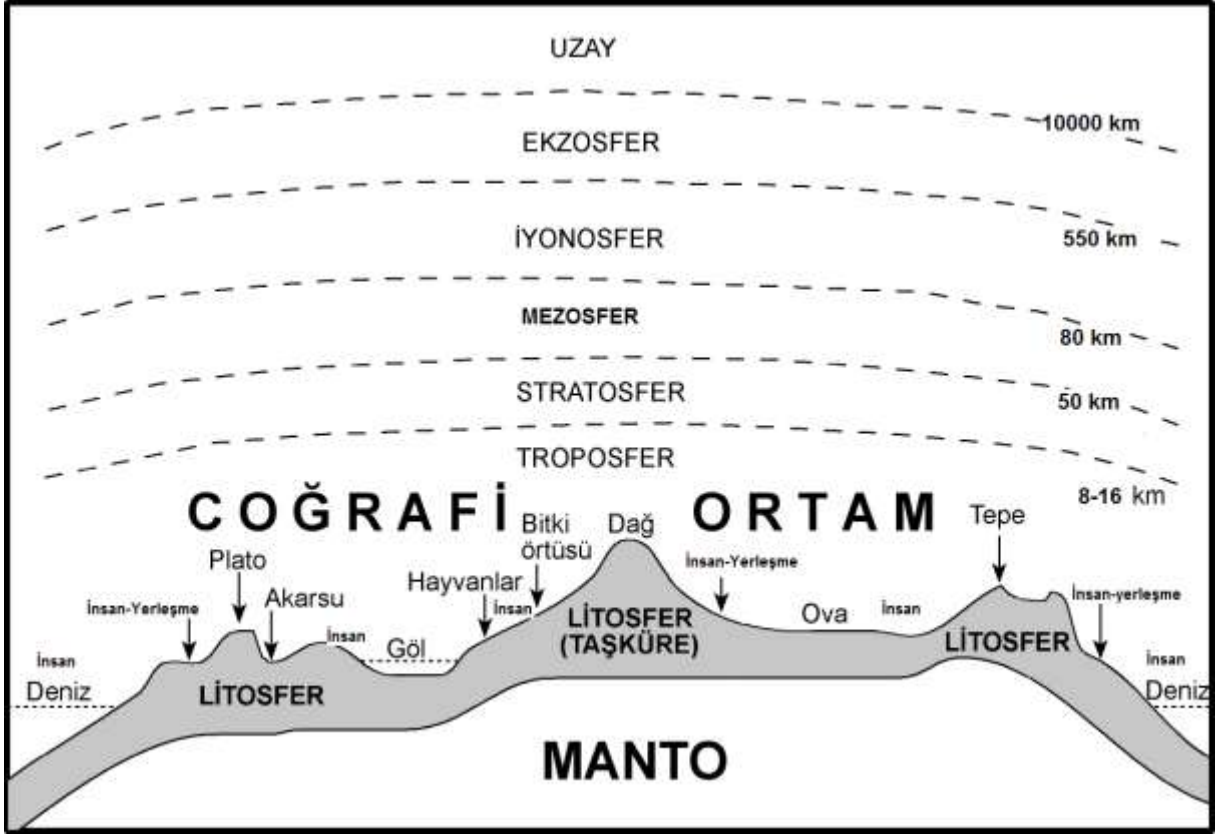 UZAY
10000 km
EKZOSFER
İYONOSFER
550 km
MEZOSFER
80 km
STRATOSFER
50 km
TROPOSFER
8-16 km
COĞRAFİ ORTAM
Plato
Bitki
örtüsü
Dağ
Tepe
İnsan-Yerleşme
Akarsu
Hayvanlar
İnsan
İnsan-Yerleşme
Ova
İnsan
İnsan-yerleşme
İnsan
Göl
LİTOSFER
(TAŞKÜRE)
LİTOSFER
İnsan
Deniz
LİTOSFER
İnsan
Deniz
MANTO